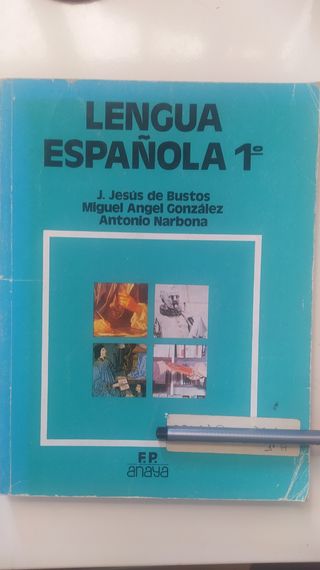 LENGUA
ESPAÑOLA 1º
J. Jesús de Bustos
Miguel Angel González
Antonio Narbona
F.P.
anaya